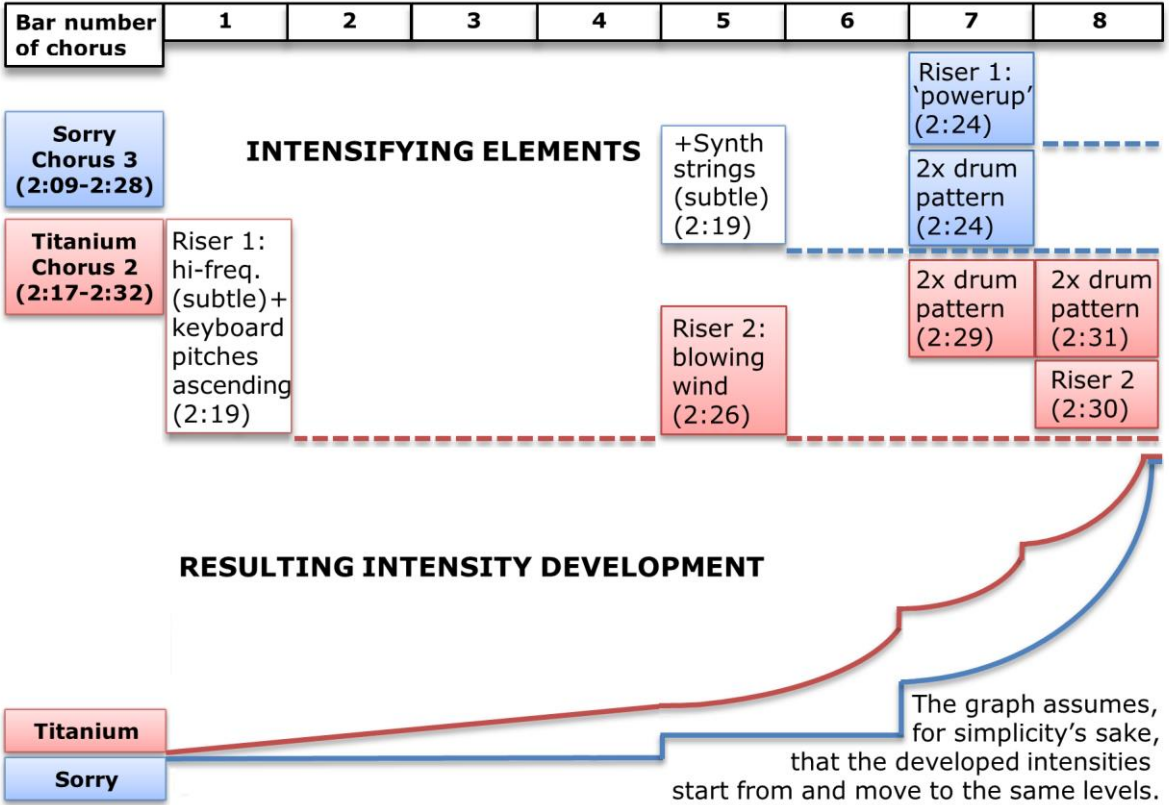 Bar number
of chorus
1
2
3
4
5
6
7
8
Sorry
Chorus 3
(2:09-2:28)
INTENSIFYING ELEMENTS
+Synth
strings
(subtle)
(2:19)
Riser 1:
‘powerup’
(2:24)
2x drum
pattern
(2:24)
Titanium
Chorus 2
(2:17-2:32)
Riser 1:
hi-freq.
(subtle)+
keyboard
pitches
ascending
(2:19)
Riser 2:
blowing
wind
(2:26)
2x drum
pattern
(2:29)
2x drum
pattern
(2:31)
Riser 2
(2:30)
RESULTING INTENSITY DEVELOPMENT
Titanium
Sorry
The graph assumes,
for simplicity’s sake,
that the developed intensities
start from and move to the same levels.